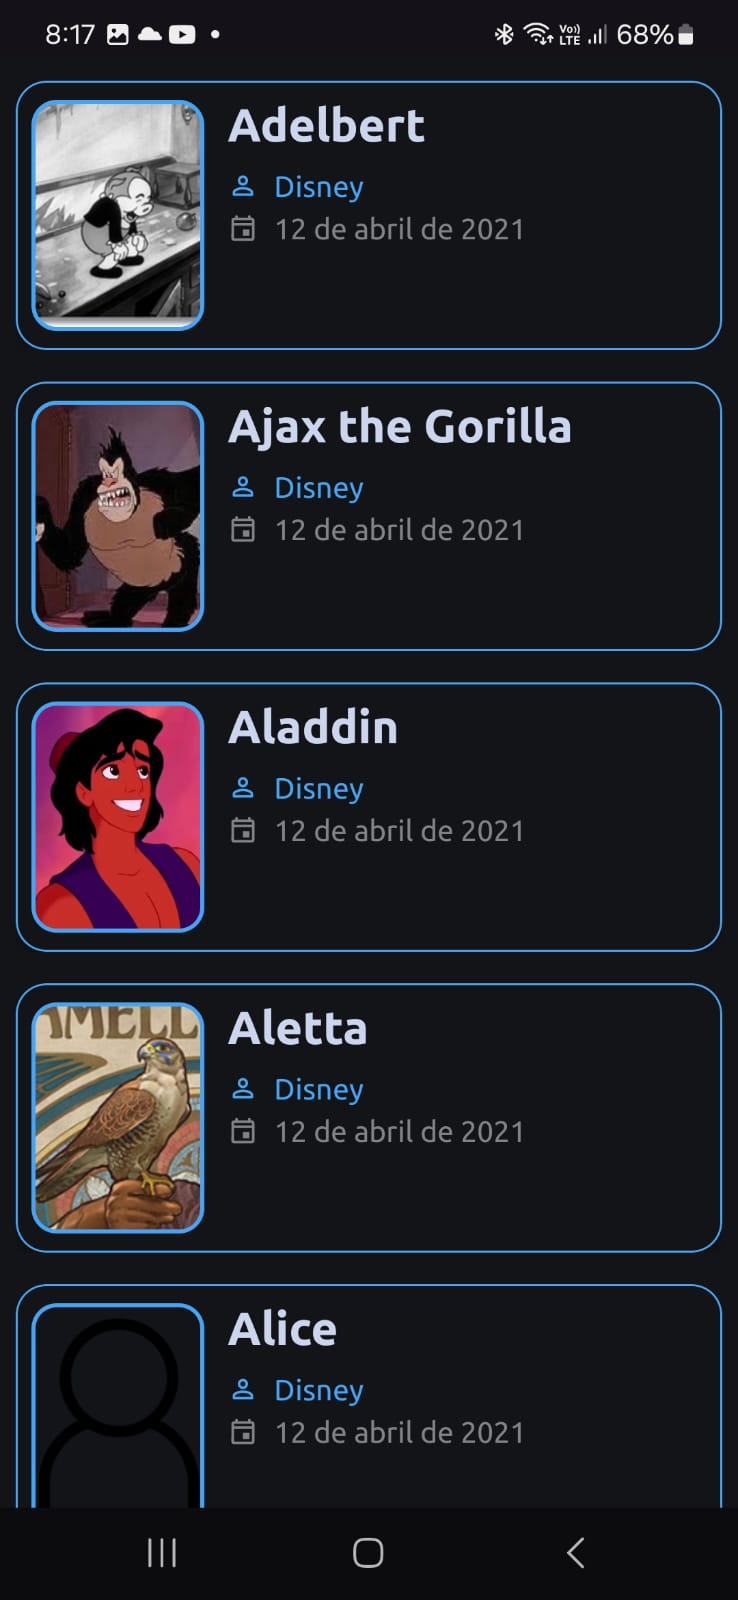 8:17 Vo)) LTE 68%
Adelbert
Disney
12 de abril de 2021
Ajax the Gorilla
Disney
12 de abril de 2021
Aladdin
Disney
12 de abril de 2021
AMELL
Aletta
Disney
12 de abril de 2021
Alice
Disney
12 de abril de 2021